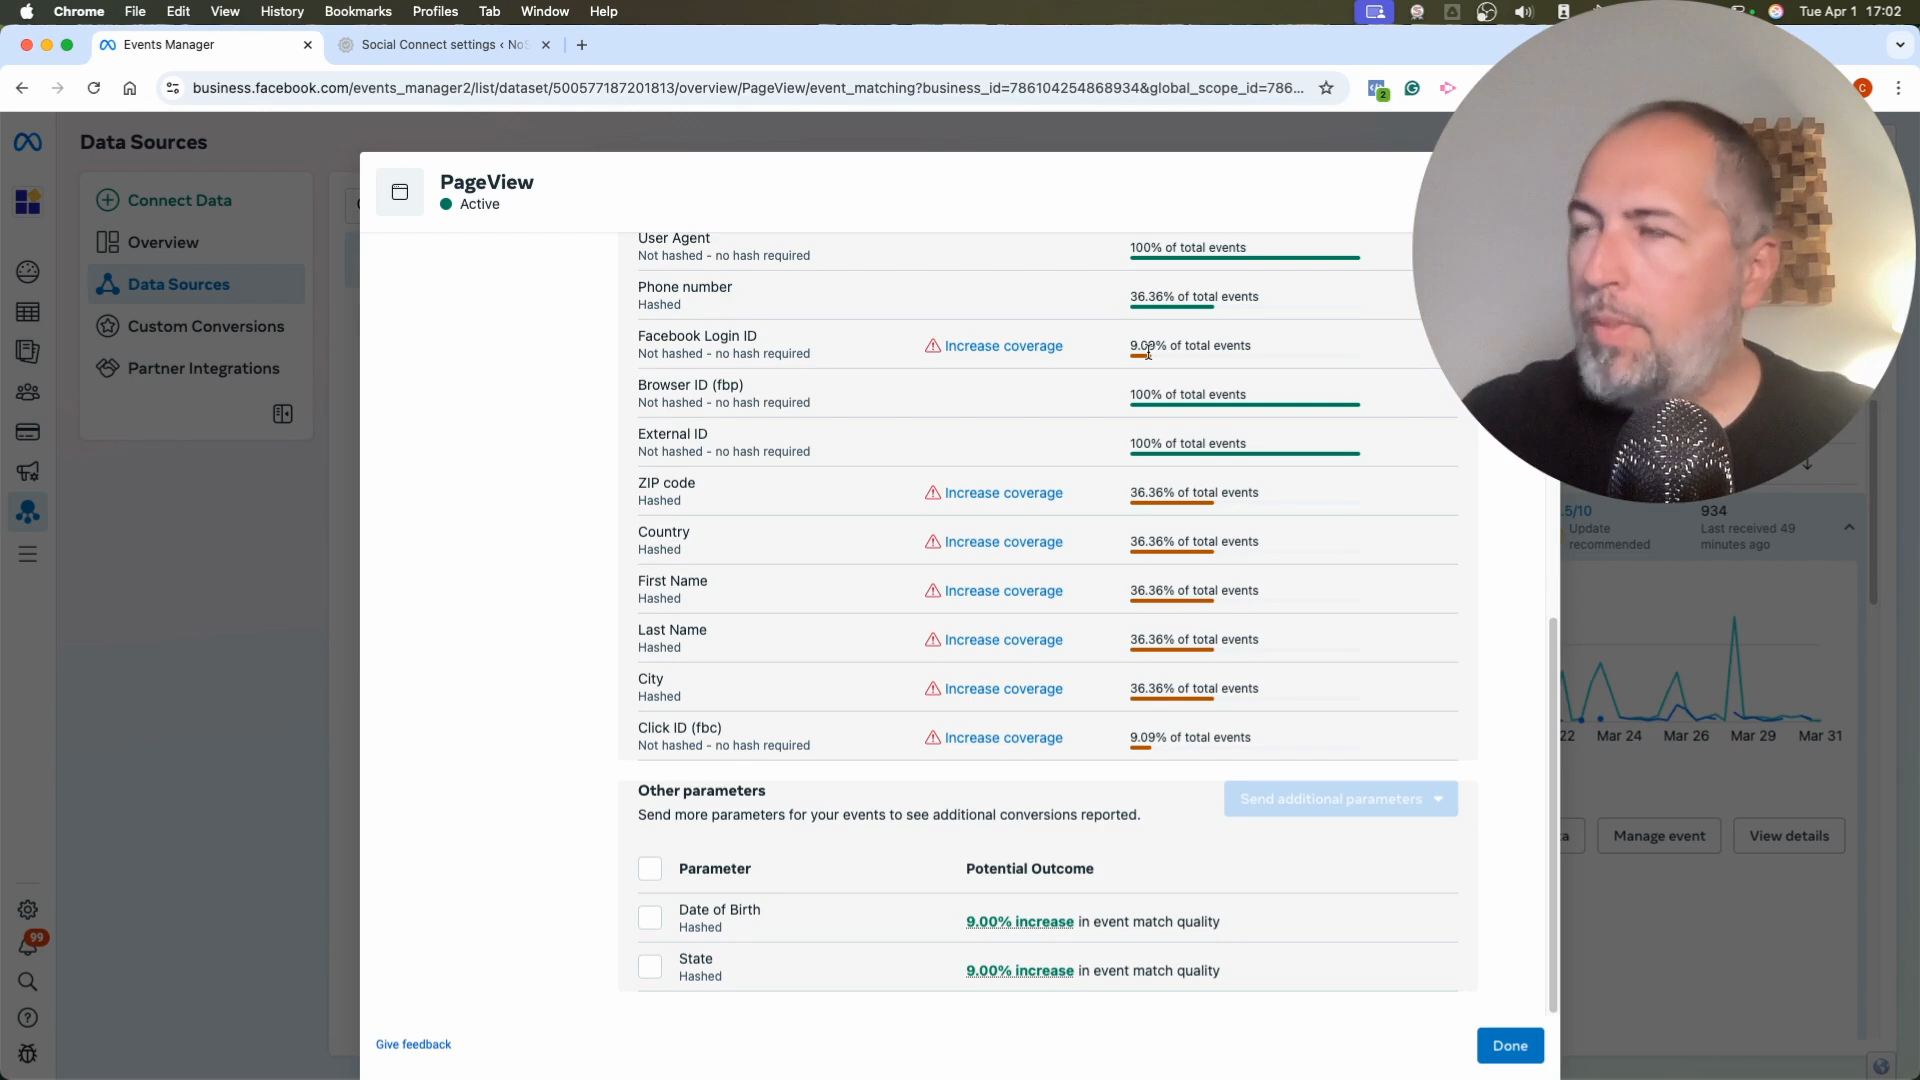 Chrome File Edit View History Bookmarks Profiles Tab Window Help
Tue Apr 1 17:02
Events Manager
Social Connect settings ‹ No
business.facebook.com/events_manager2/list/dataset/500577187201813/overview/PageView/event_matching?business_id=786104254868934&global_scope_id=786...
2
C
Data Sources
Connect Data
Overview
Data Sources
Custom Conversions
Partner Integrations
99
PageView
Active
User Agent
Not hashed - no hash required
100% of total events
Phone number
Hashed
36.36% of total events
Facebook Login ID
Not hashed - no hash required
Increase coverage
9.09% of total events
Browser ID (fbp)
Not hashed - no hash required
100% of total events
External ID
Not hashed - no hash required
100% of total events
ZIP code
Hashed
Increase coverage
36.36% of total events
Country
Hashed
Increase coverage
36.36% of total events
First Name
Hashed
Increase coverage
36.36% of total events
Last Name
Hashed
Increase coverage
36.36% of total events
City
Hashed
Increase coverage
36.36% of total events
Click ID (fbc)
Not hashed - no hash required
Increase coverage
9.09% of total events
Other parameters
Send more parameters for your events to see additional conversions reported.
Send additional parameters
Parameter Potential Outcome
Date of Birth
Hashed
9.00% increase in event match quality
State
Hashed
9.00% increase in event match quality
Give feedback
Done
.5/10
Update
recommended
934
Last received 49
minutes ago
22 Mar 24 Mar 26 Mar 29 Mar 31
Manage event
View details